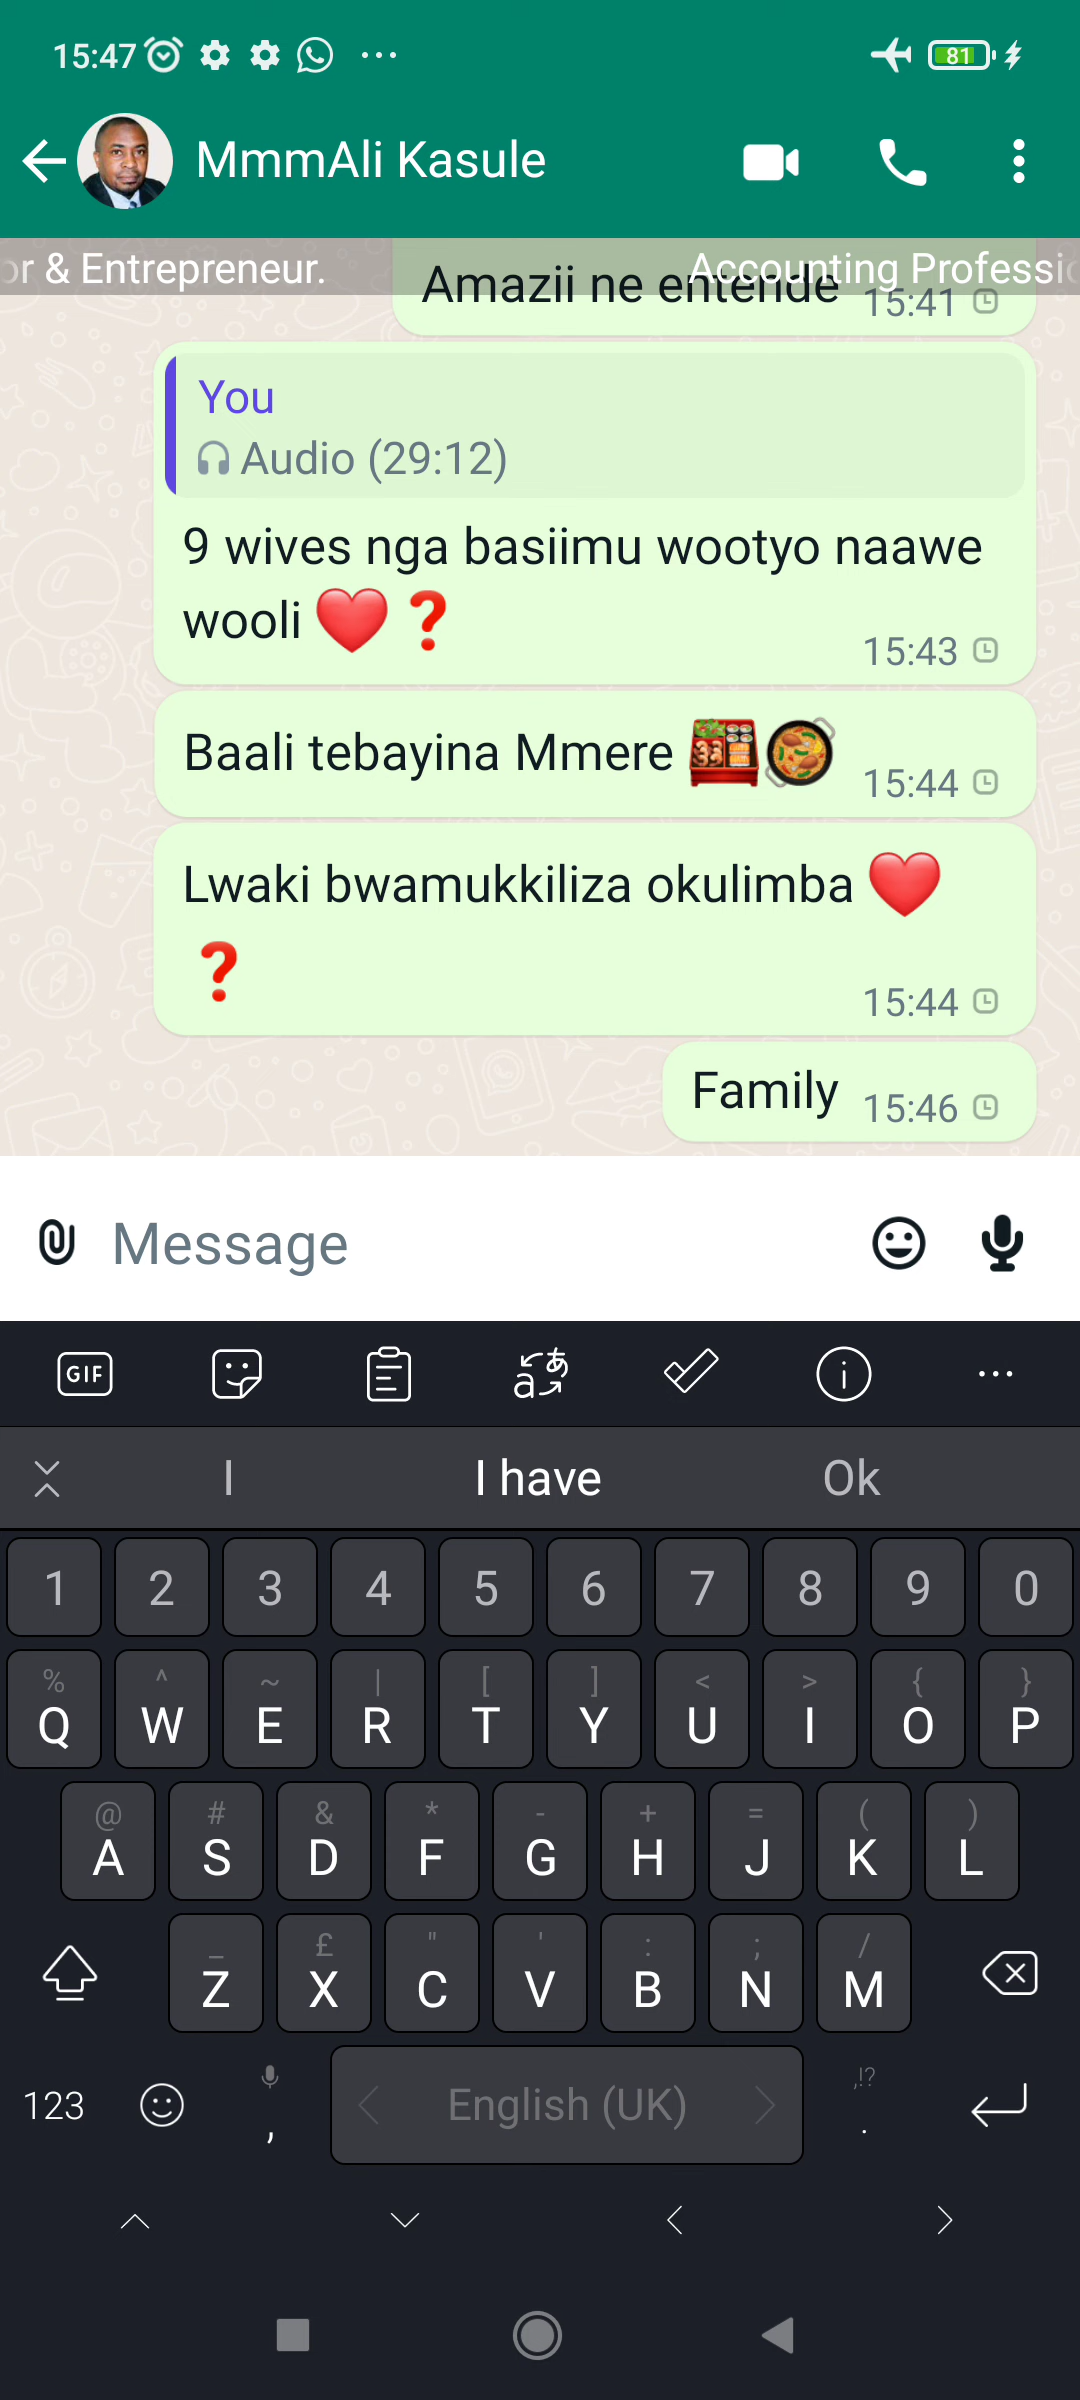 15:47
81
MmmAli Kasule
or & Entrepreneur. Accounting Professi
Amazii ne entende 15:41
You
Audio (29:12)
9 wives nga basiimu wootyo naawe
wooli ❤️❓
15:43
Baali tebayina Mmere 🍱🥘 15:44
Lwaki bwamukkiliza okulimba ❤️
❓
15:44
Family 15:46
Message
GIF
I I have Ok
1 2 3 4 5 6 7 8 9 0
% ^ ~ | [ ] < > { }
Q W E R T Y U I O P
@ # & * - + = ( )
A S D F G H J K L
_ £ " ' : ; /
Z X C V B N M
123 , English (UK) ,!? .